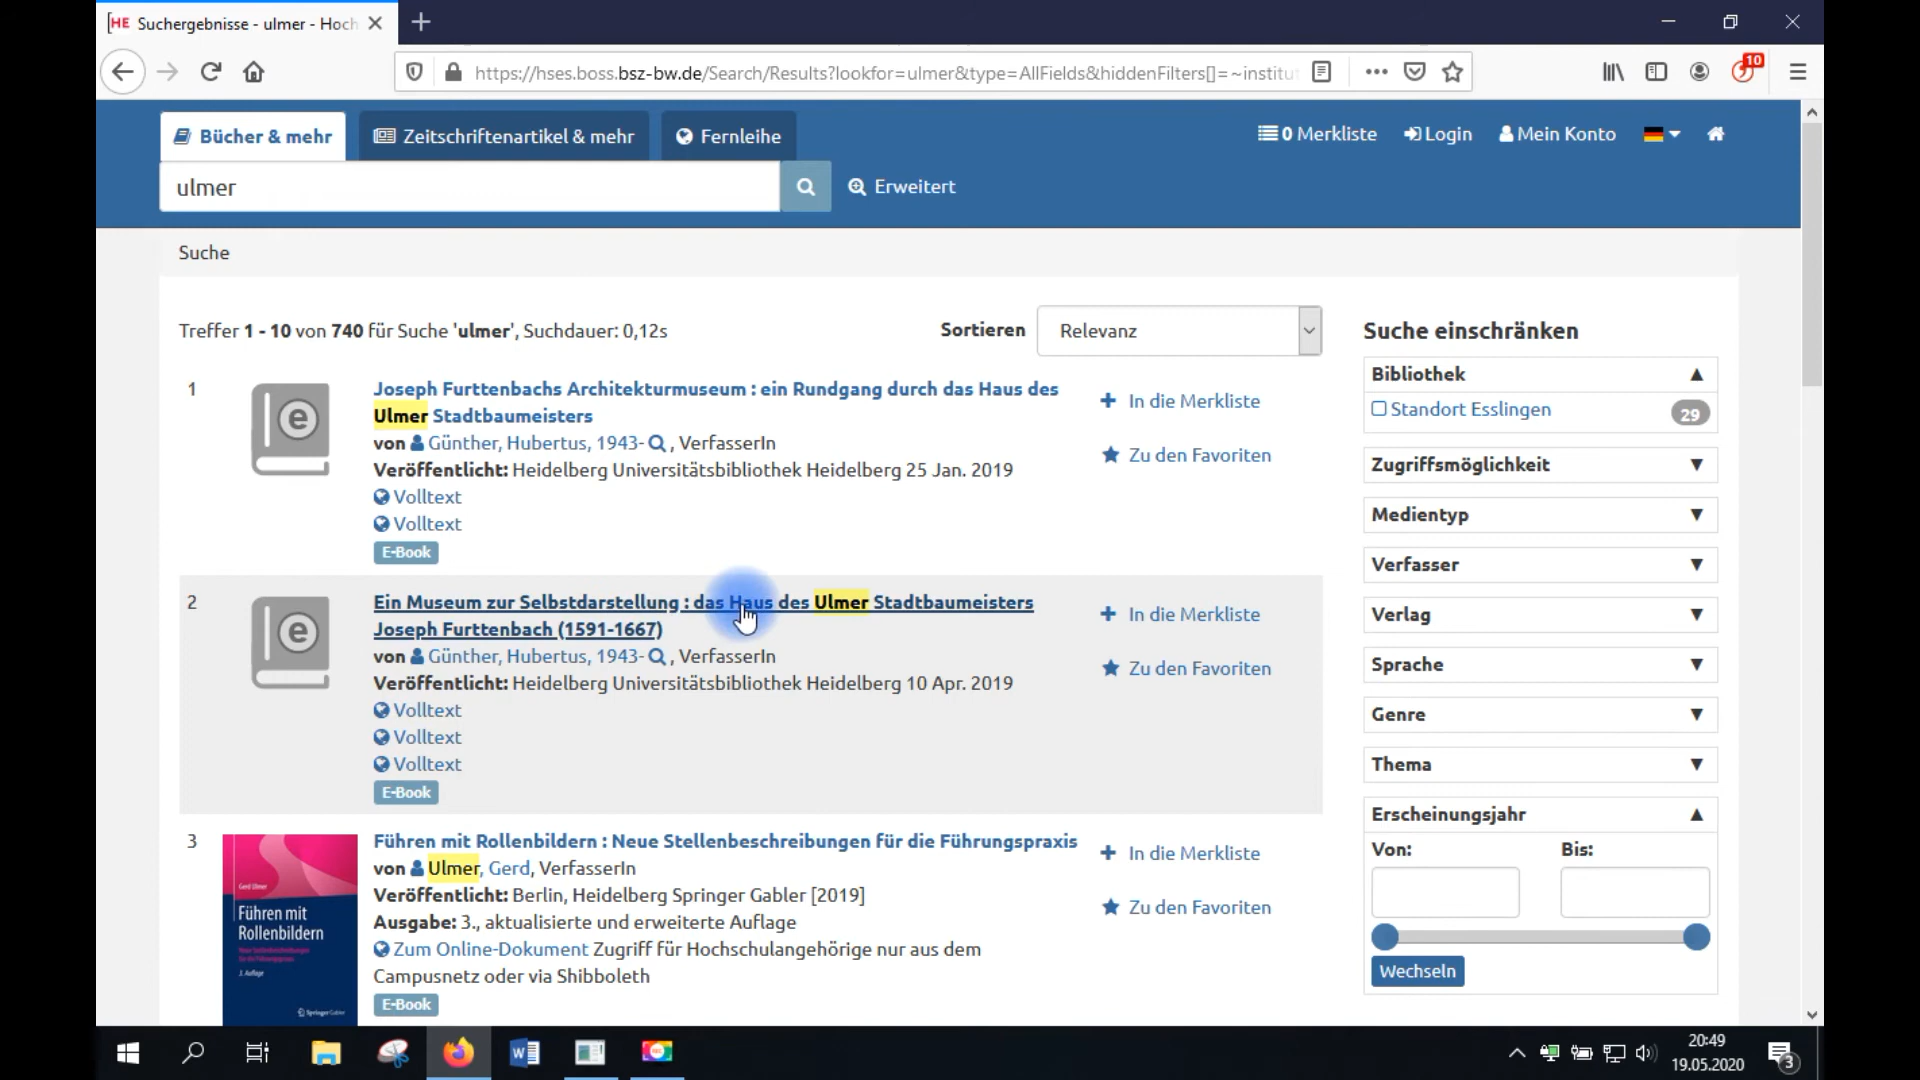 [HE Suchergebnisse - ulmer - Hoch
https://hses.boss.bsz-bw.de/Search/Results?lookfor=ulmer&type=AllFields&hiddenFilters[]=~institu
10
Bücher & mehr
Zeitschriftenartikel & mehr
Fernleihe
0 Merkliste
Login
Mein Konto
ulmer
Erweitert
Suche
Treffer 1 - 10 von 740 für Suche 'ulmer', Suchdauer: 0,12s
Sortieren
Relevanz
1
Joseph Furttenbachs Architekturmuseum : ein Rundgang durch das Haus des
Ulmer Stadtbaumeisters
von Günther, Hubertus, 1943- , VerfasserIn
Veröffentlicht: Heidelberg Universitätsbibliothek Heidelberg 25 Jan. 2019
Volltext
Volltext
E-Book
In die Merkliste
Zu den Favoriten
2
Ein Museum zur Selbstdarstellung : das Haus des Ulmer Stadtbaumeisters
Joseph Furttenbach (1591-1667)
von Günther, Hubertus, 1943- , VerfasserIn
Veröffentlicht: Heidelberg Universitätsbibliothek Heidelberg 10 Apr. 2019
Volltext
Volltext
Volltext
E-Book
In die Merkliste
Zu den Favoriten
3
Gerd Ulmer
Führen mit
Rollenbildern
3. Auflage
Springer Gabler
Führen mit Rollenbildern : Neue Stellenbeschreibungen für die Führungspraxis
von Ulmer, Gerd, VerfasserIn
Veröffentlicht: Berlin, Heidelberg Springer Gabler [2019]
Ausgabe: 3., aktualisierte und erweiterte Auflage
Zum Online-Dokument Zugriff für Hochschulangehörige nur aus dem
Campusnetz oder via Shibboleth
E-Book
In die Merkliste
Zu den Favoriten
Suche einschränken
Bibliothek
Standort Esslingen
29
Zugriffsmöglichkeit
Medientyp
Verfasser
Verlag
Sprache
Genre
Thema
Erscheinungsjahr
Von:
Bis:
Wechseln
20:49
19.05.2020
3